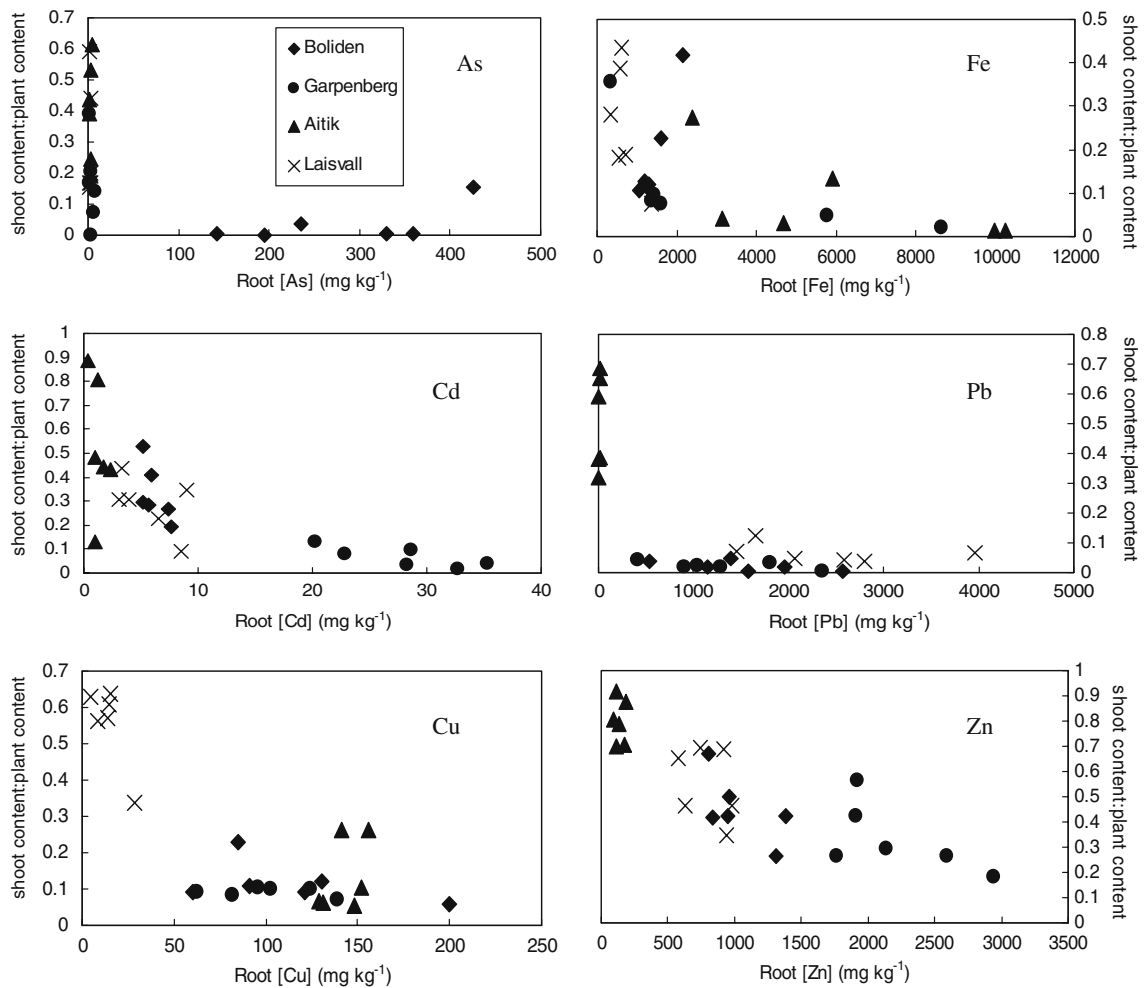 shoot content:plant content
0.7
0.6
0.5
0.4
0.3
0.2
0.1
0
0 100 200 300 400 500
Root [As] (mg kg⁻¹)
As
Boliden
Garpenberg
Aitik
Laisvall
Fe
0.5
0.4
0.3
0.2
0.1
0
shoot content:plant content
0 2000 4000 6000 8000 10000 12000
Root [Fe] (mg kg⁻¹)
shoot content:plant content
1
0.9
0.8
0.7
0.6
0.5
0.4
0.3
0.2
0.1
0
Cd
0 10 20 30 40
Root [Cd] (mg kg⁻¹)
Pb
0.8
0.7
0.6
0.5
0.4
0.3
0.2
0.1
0
shoot content:plant content
0 1000 2000 3000 4000 5000
Root [Pb] (mg kg⁻¹)
shoot content:plant content
0.7
0.6
0.5
0.4
0.3
0.2
0.1
0
Cu
0 50 100 150 200 250
Root [Cu] (mg kg⁻¹)
Zn
1
0.9
0.8
0.7
0.6
0.5
0.4
0.3
0.2
0.1
0
shoot content:plant content
0 500 1000 1500 2000 2500 3000 3500
Root [Zn] (mg kg⁻¹)